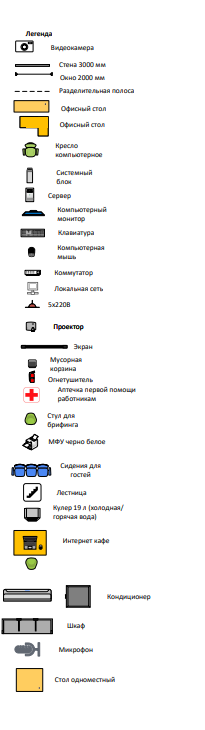 Легенда
Видеокамера
Стена 3000 мм
Окно 2000 мм
Разделительная полоса
Офисный стол
Офисный стол
Кресло
компьютерное
Системный
блок
Сервер
Компьютерный
монитор
Клавиатура
Компьютерная
мышь
Коммутатор
Локальная сеть
5x220В
Проектор
Экран
Мусорная
корзина
Огнетушитель
Аптечка первой помощи
работникам
Стул для
брифинга
МФУ черно белое
Сидения для
гостей
Лестница
Кулер 19 л (холодная/
горячая вода)
Интернет кафе
Кондиционер
Шкаф
Микрофон
Стол одноместный